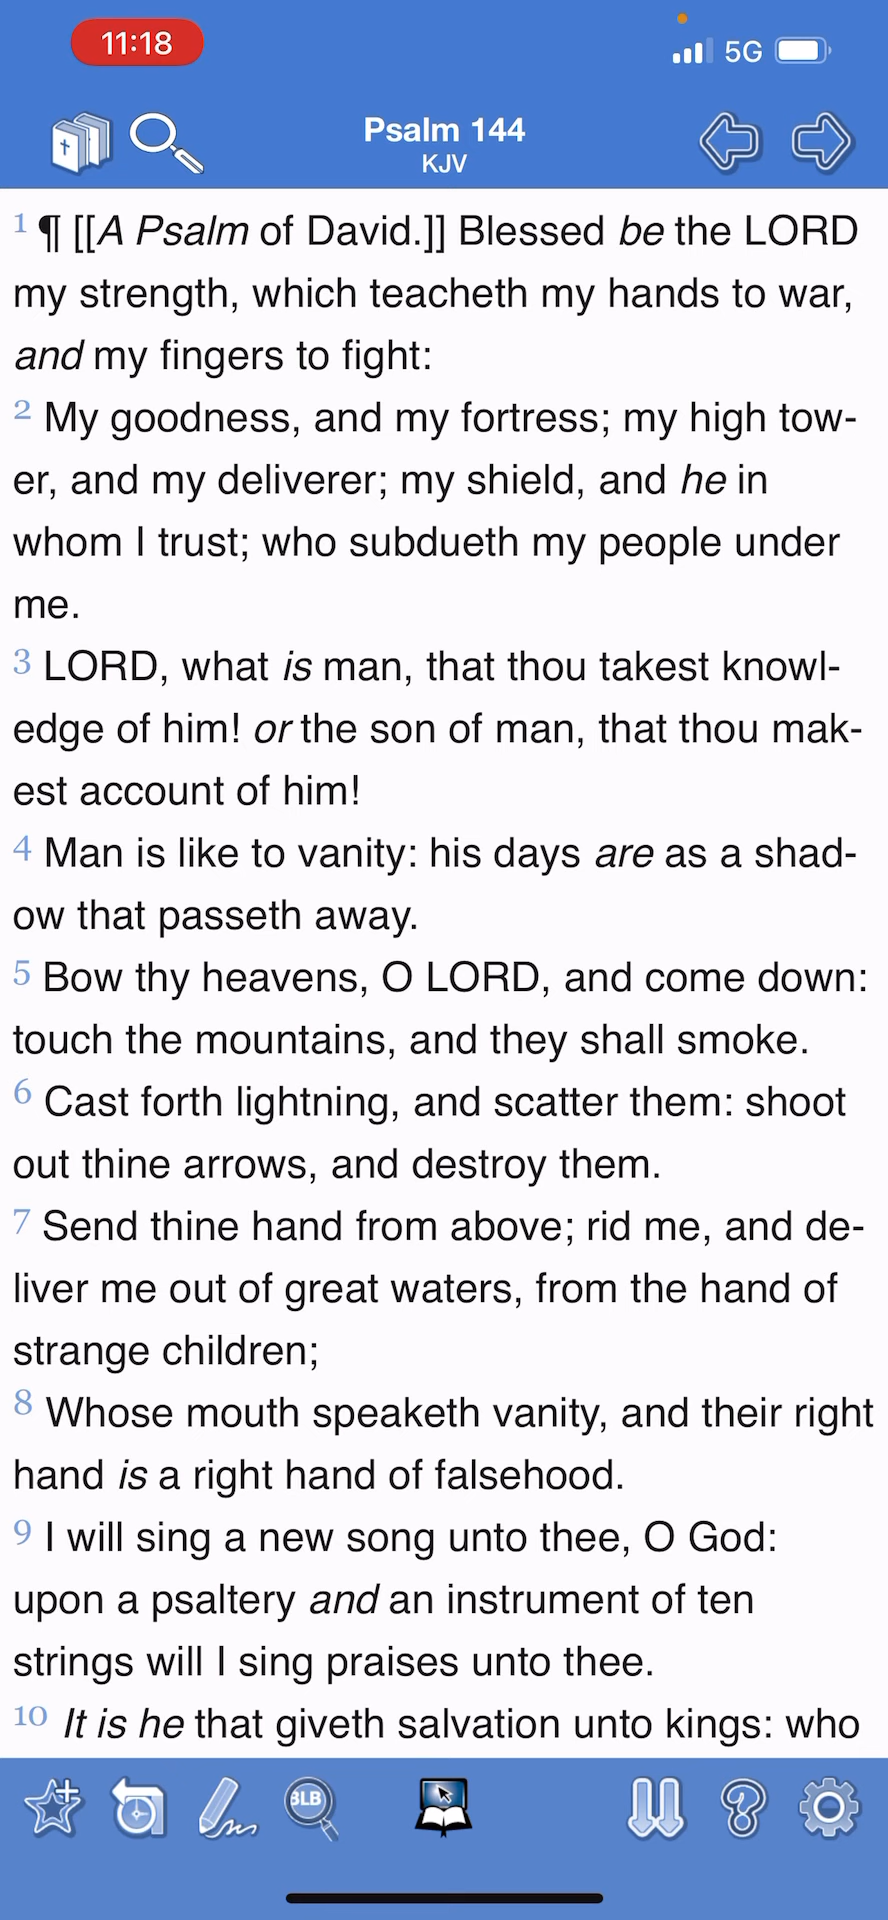 11:18
5G
Psalm 144
KJV
1 ¶ [[A Psalm of David.]] Blessed be the LORD
my strength, which teacheth my hands to war,
and my fingers to fight:
2 My goodness, and my fortress; my high tow-
er, and my deliverer; my shield, and he in
whom I trust; who subdueth my people under
me.
3 LORD, what is man, that thou takest knowl-
edge of him! or the son of man, that thou mak-
est account of him!
4 Man is like to vanity: his days are as a shad-
ow that passeth away.
5 Bow thy heavens, O LORD, and come down:
touch the mountains, and they shall smoke.
6 Cast forth lightning, and scatter them: shoot
out thine arrows, and destroy them.
7 Send thine hand from above; rid me, and de-
liver me out of great waters, from the hand of
strange children;
8 Whose mouth speaketh vanity, and their right
hand is a right hand of falsehood.
9 I will sing a new song unto thee, O God:
upon a psaltery and an instrument of ten
strings will I sing praises unto thee.
10 It is he that giveth salvation unto kings: who
BLB